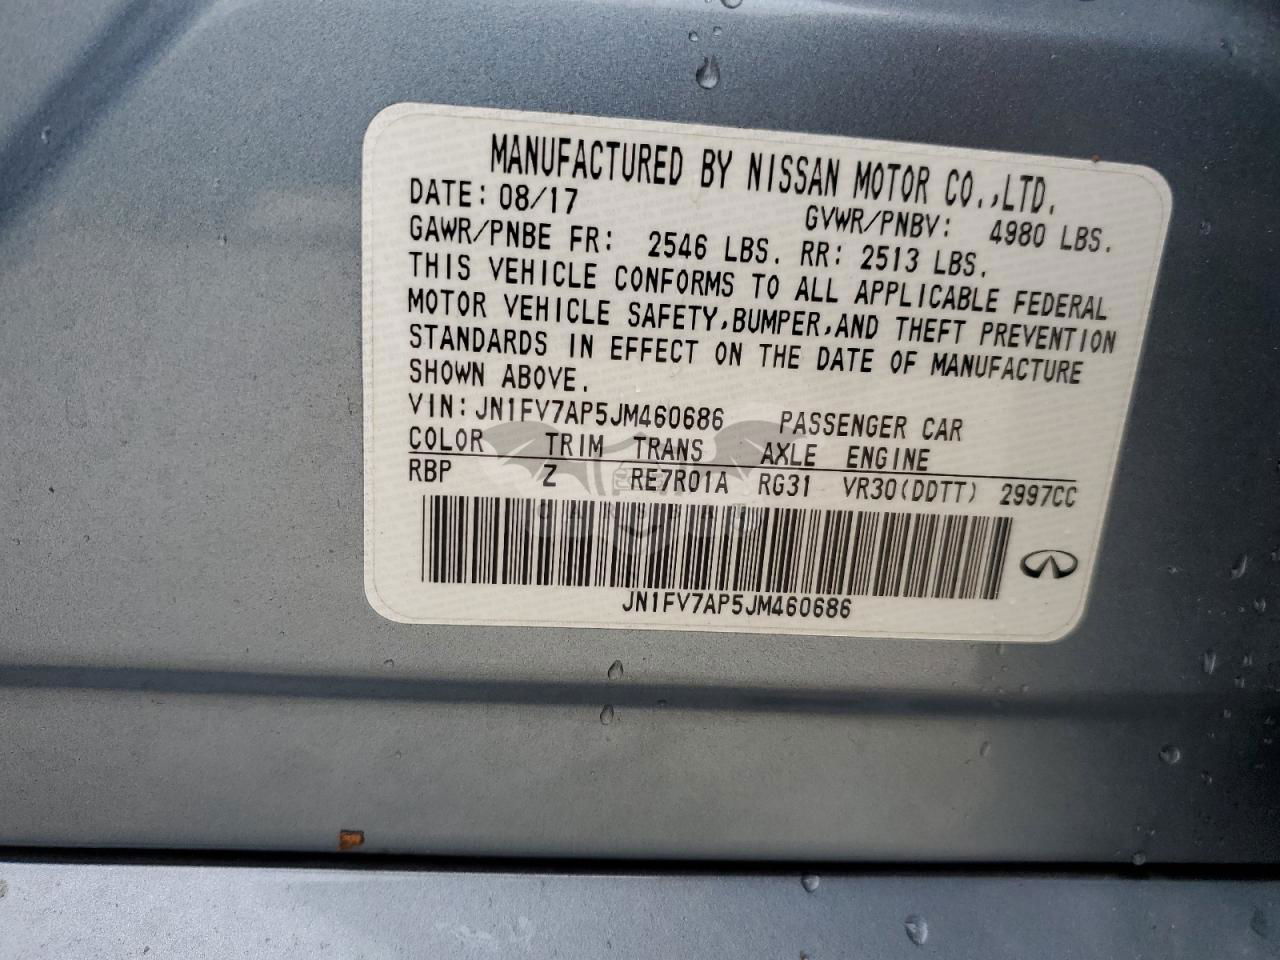 MANUFACTURED BY NISSAN MOTOR CO.,LTD.
DATE: 08/17 GVWR/PNBV: 4980 LBS.
GAWR/PNBE FR: 2546 LBS. RR: 2513 LBS.
THIS VEHICLE CONFORMS TO ALL APPLICABLE FEDERAL
MOTOR VEHICLE SAFETY,BUMPER,AND THEFT PREVENTION
STANDARDS IN EFFECT ON THE DATE OF MANUFACTURE
SHOWN ABOVE.
VIN: JN1FV7AP5JM460686 PASSENGER CAR
COLOR TRIM TRANS AXLE ENGINE
RBP Z RE7R01A RG31 VR30(DDTT) 2997CC
JN1FV7AP5JM460686